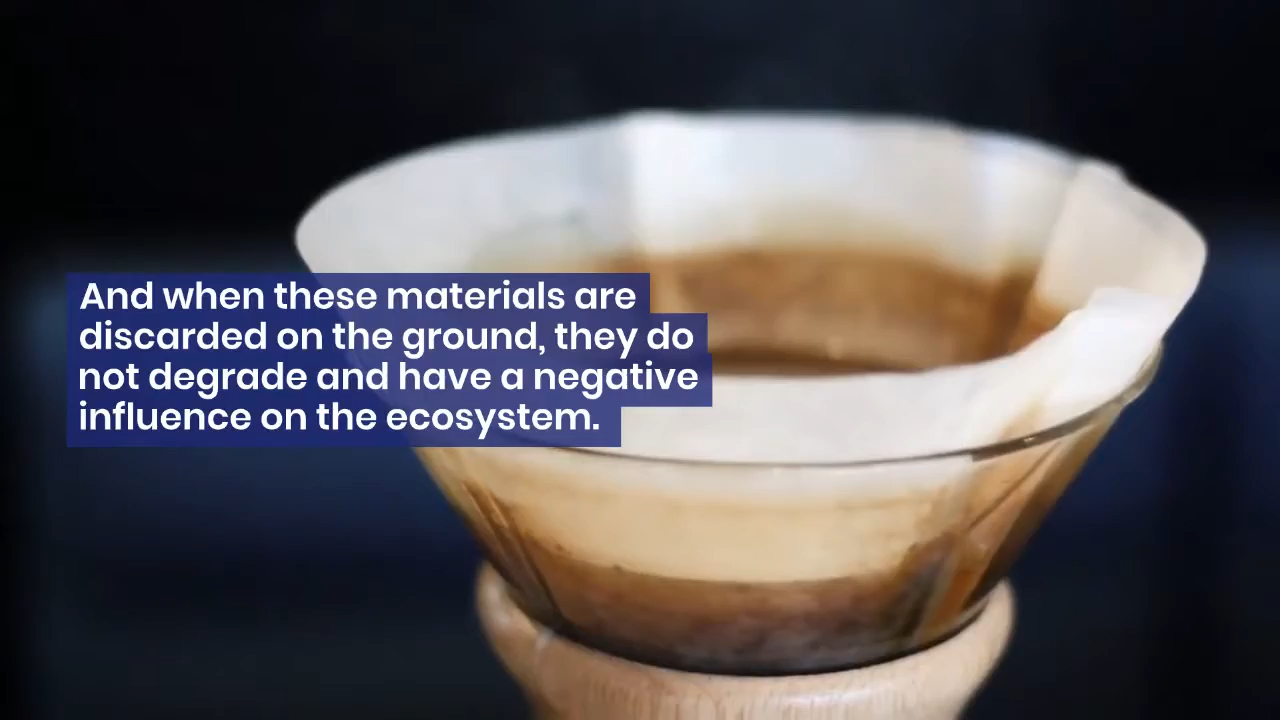 And when these materials are
discarded on the ground, they do
not degrade and have a negative
influence on the ecosystem.